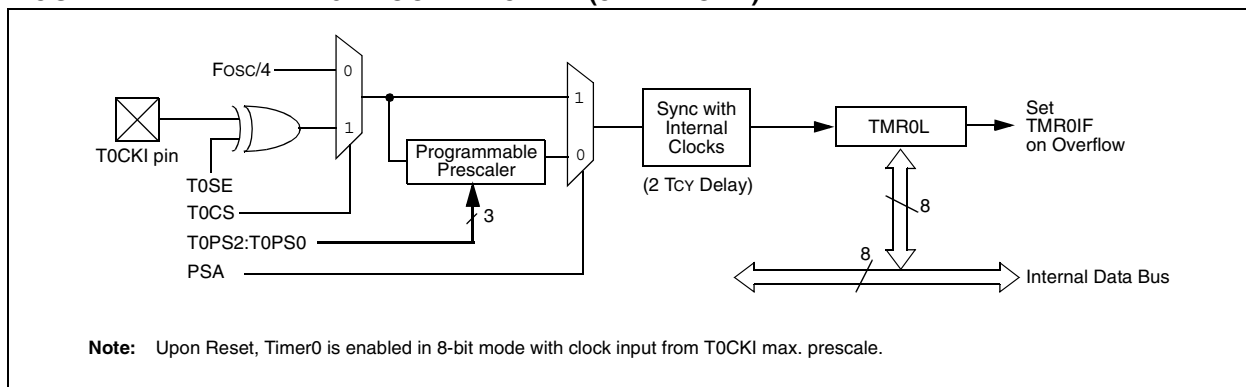 Fosc/4
0
1
T0CKI pin
T0SE
T0CS
T0PS2:T0PS0
PSA
Programmable
Prescaler
3
1
0
Sync with
Internal
Clocks
(2 TCY Delay)
TMR0L
Set
TMR0IF
on Overflow
8
8
Internal Data Bus
Note: Upon Reset, Timer0 is enabled in 8-bit mode with clock input from T0CKI max. prescale.